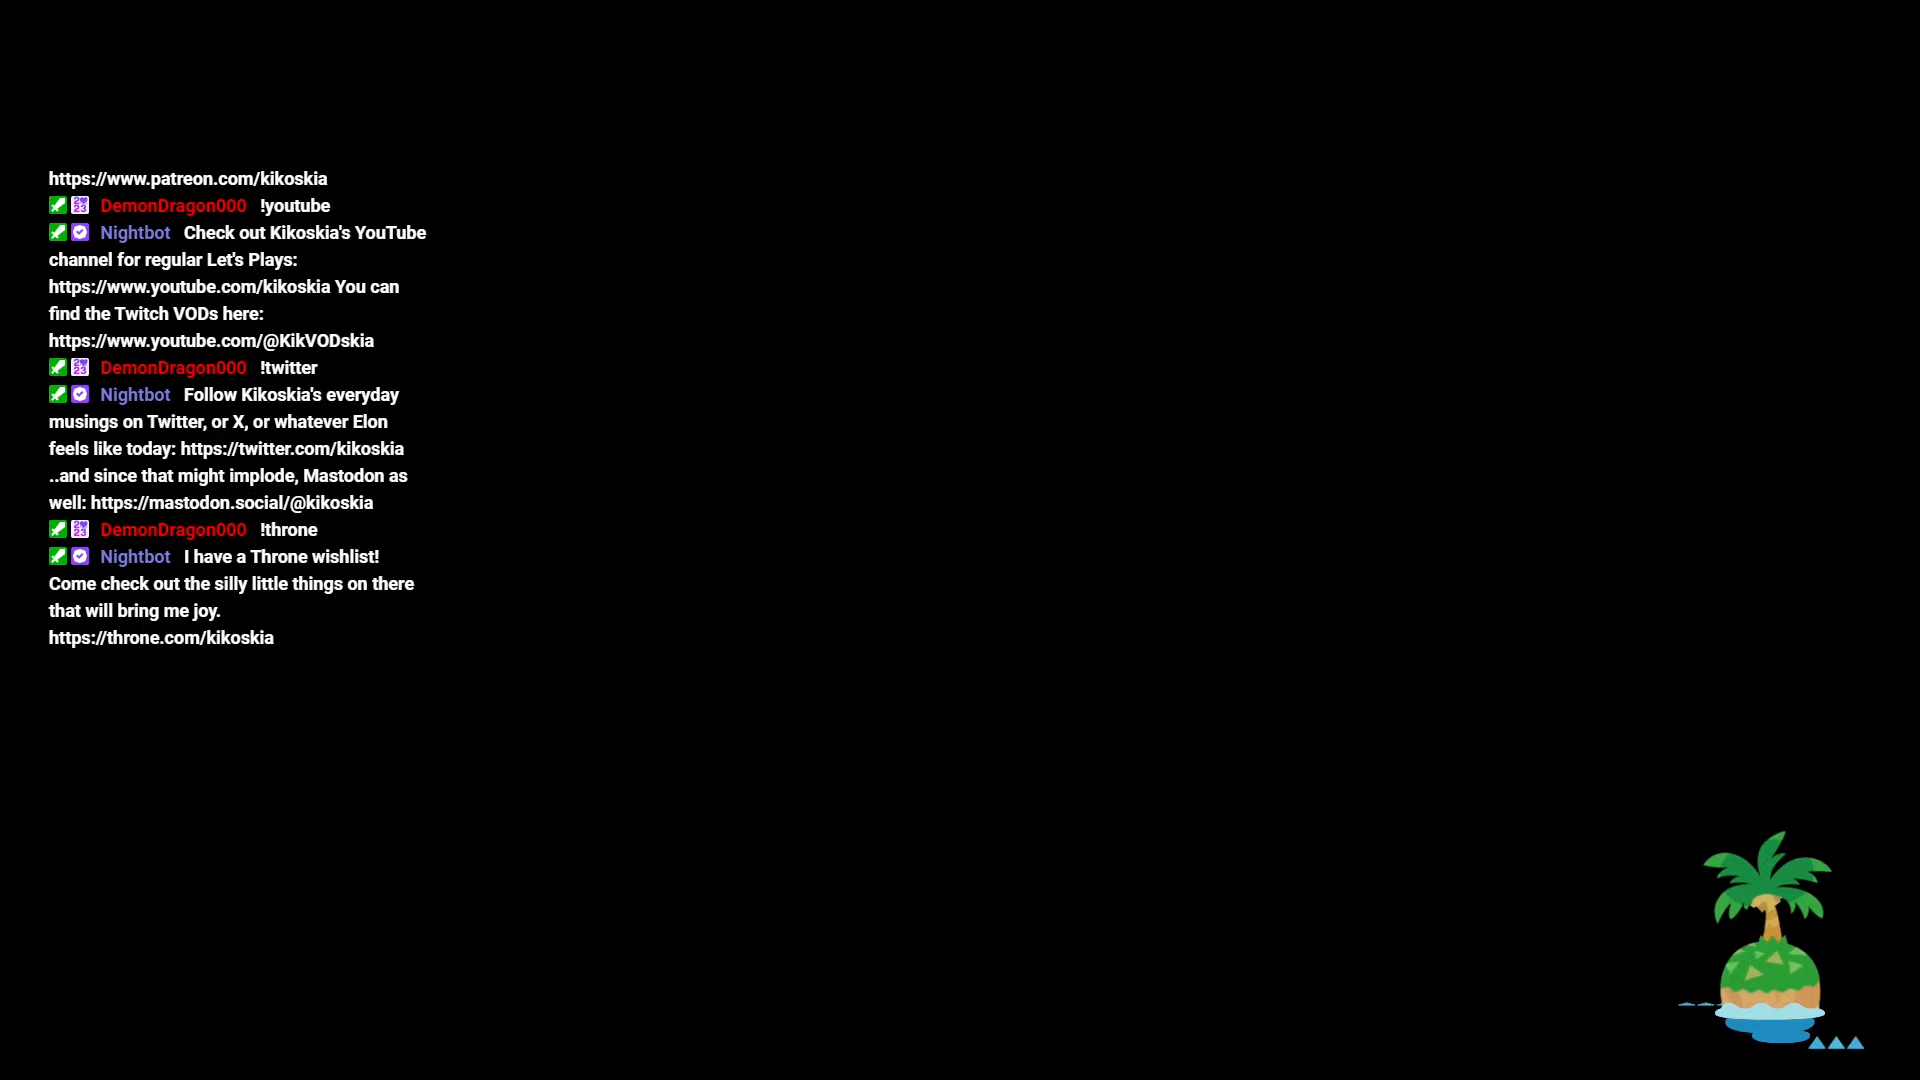 https://www.patreon.com/kikoskia
DemonDragon000 !youtube
Nightbot Check out Kikoskia's YouTube
channel for regular Let's Plays:
https://www.youtube.com/kikoskia You can
find the Twitch VODs here:
https://www.youtube.com/@KikVODskia
DemonDragon000 !twitter
Nightbot Follow Kikoskia's everyday
musings on Twitter, or X, or whatever Elon
feels like today: https://twitter.com/kikoskia
..and since that might implode, Mastodon as
well: https://mastodon.social/@kikoskia
DemonDragon000 !throne
Nightbot I have a Throne wishlist!
Come check out the silly little things on there
that will bring me joy.
https://throne.com/kikoskia